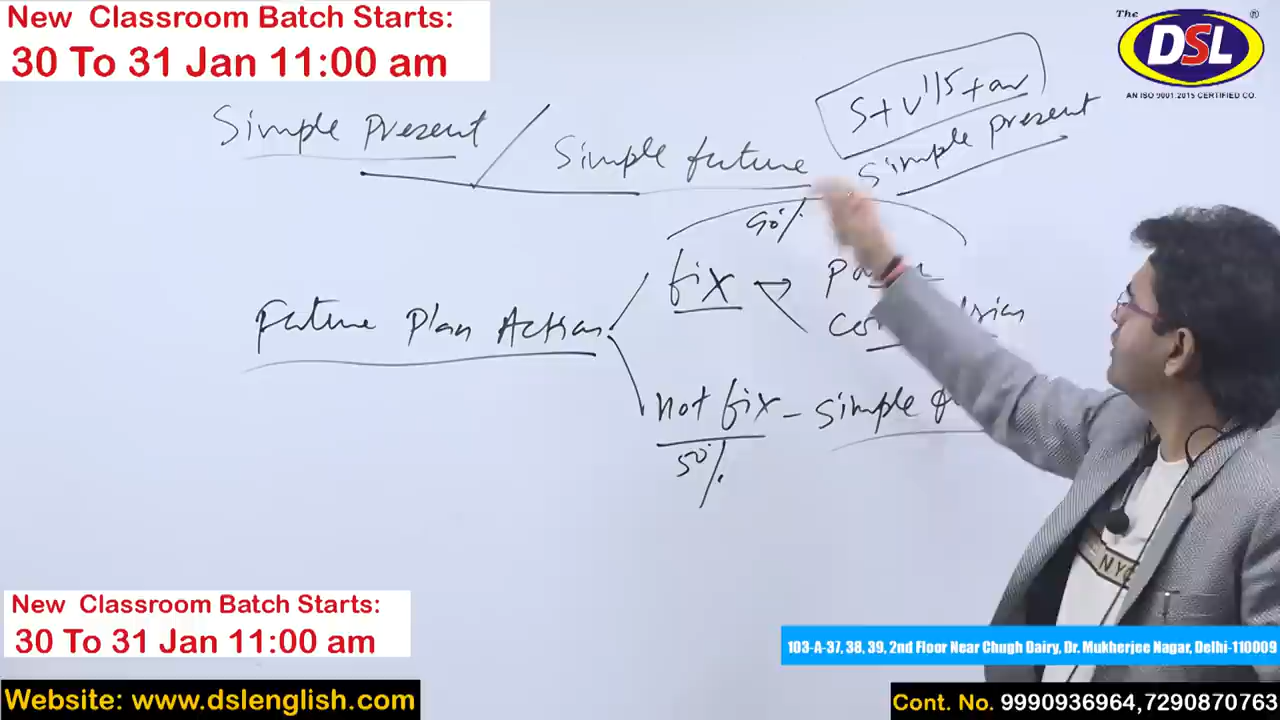 New Classroom Batch Starts:
30 To 31 Jan 11:00 am
The DSL ®
AN ISO 9001:2015 CERTIFIED CO.
S+V1/5+
Simple present
Simple Present / Simple future
90%
Future Plan Action
fix
not fix - Simple
50%
NYC
New Classroom Batch Starts:
30 To 31 Jan 11:00 am
103-A-37, 38, 39, 2nd Floor Near Chugh Dairy, Dr. Mukherjee Nagar, Delhi-110009
Website: www.dslenglish.com
Cont. No. 9990936964,7290870763